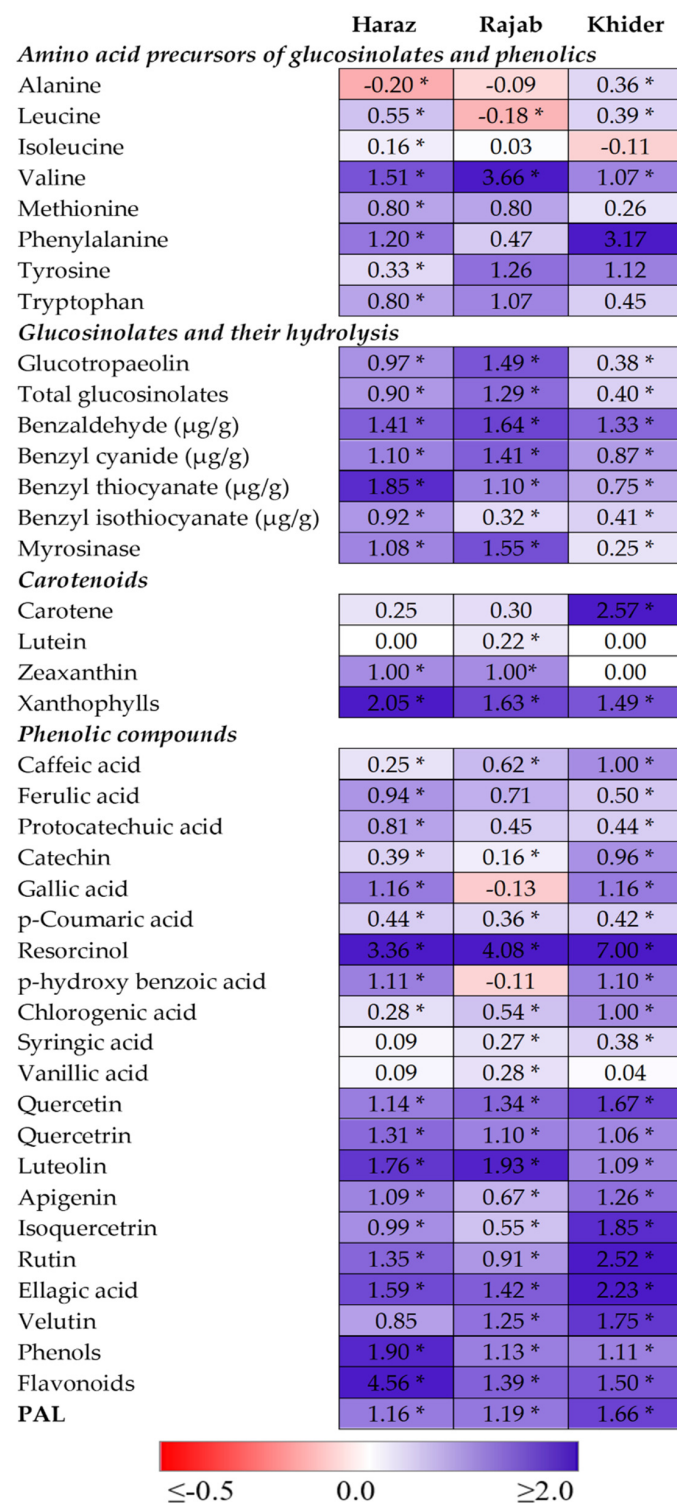 Haraz Rajab Khider
Amino acid precursors of glucosinolates and phenolics
Alanine -0.20 * -0.09 0.36 *
Leucine 0.55 * -0.18 * 0.39 *
Isoleucine 0.16 * 0.03 -0.11
Valine 1.51 * 3.66 * 1.07 *
Methionine 0.80 * 0.80 0.26
Phenylalanine 1.20 * 0.47 3.17
Tyrosine 0.33 * 1.26 1.12
Tryptophan 0.80 * 1.07 0.45
Glucosinolates and their hydrolysis
Glucotropaeolin 0.97 * 1.49 * 0.38 *
Total glucosinolates 0.90 * 1.29 * 0.40 *
Benzaldehyde (µg/g) 1.41 * 1.64 * 1.33 *
Benzyl cyanide (µg/g) 1.10 * 1.41 * 0.87 *
Benzyl thiocyanate (µg/g) 1.85 * 1.10 * 0.75 *
Benzyl isothiocyanate (µg/g) 0.92 * 0.32 * 0.41 *
Myrosinase 1.08 * 1.55 * 0.25 *
Carotenoids
Carotene 0.25 0.30 2.57 *
Lutein 0.00 0.22 * 0.00
Zeaxanthin 1.00 * 1.00* 0.00
Xanthophylls 2.05 * 1.63 * 1.49 *
Phenolic compounds
Caffeic acid 0.25 * 0.62 * 1.00 *
Ferulic acid 0.94 * 0.71 0.50 *
Protocatechuic acid 0.81 * 0.45 0.44 *
Catechin 0.39 * 0.16 * 0.96 *
Gallic acid 1.16 * -0.13 1.16 *
p-Coumaric acid 0.44 * 0.36 * 0.42 *
Resorcinol 3.36 * 4.08 * 7.00 *
p-hydroxy benzoic acid 1.11 * -0.11 1.10 *
Chlorogenic acid 0.28 * 0.54 * 1.00 *
Syringic acid 0.09 0.27 * 0.38 *
Vanillic acid 0.09 0.28 * 0.04
Quercetin 1.14 * 1.34 * 1.67 *
Quercetrin 1.31 * 1.10 * 1.06 *
Luteolin 1.76 * 1.93 * 1.09 *
Apigenin 1.09 * 0.67 * 1.26 *
Isoquercetrin 0.99 * 0.55 * 1.85 *
Rutin 1.35 * 0.91 * 2.52 *
Ellagic acid 1.59 * 1.42 * 2.23 *
Velutin 0.85 1.25 * 1.75 *
Phenols 1.90 * 1.13 * 1.11 *
Flavonoids 4.56 * 1.39 * 1.50 *
PAL 1.16 * 1.19 * 1.66 *
≤-0.5 0.0 ≥2.0